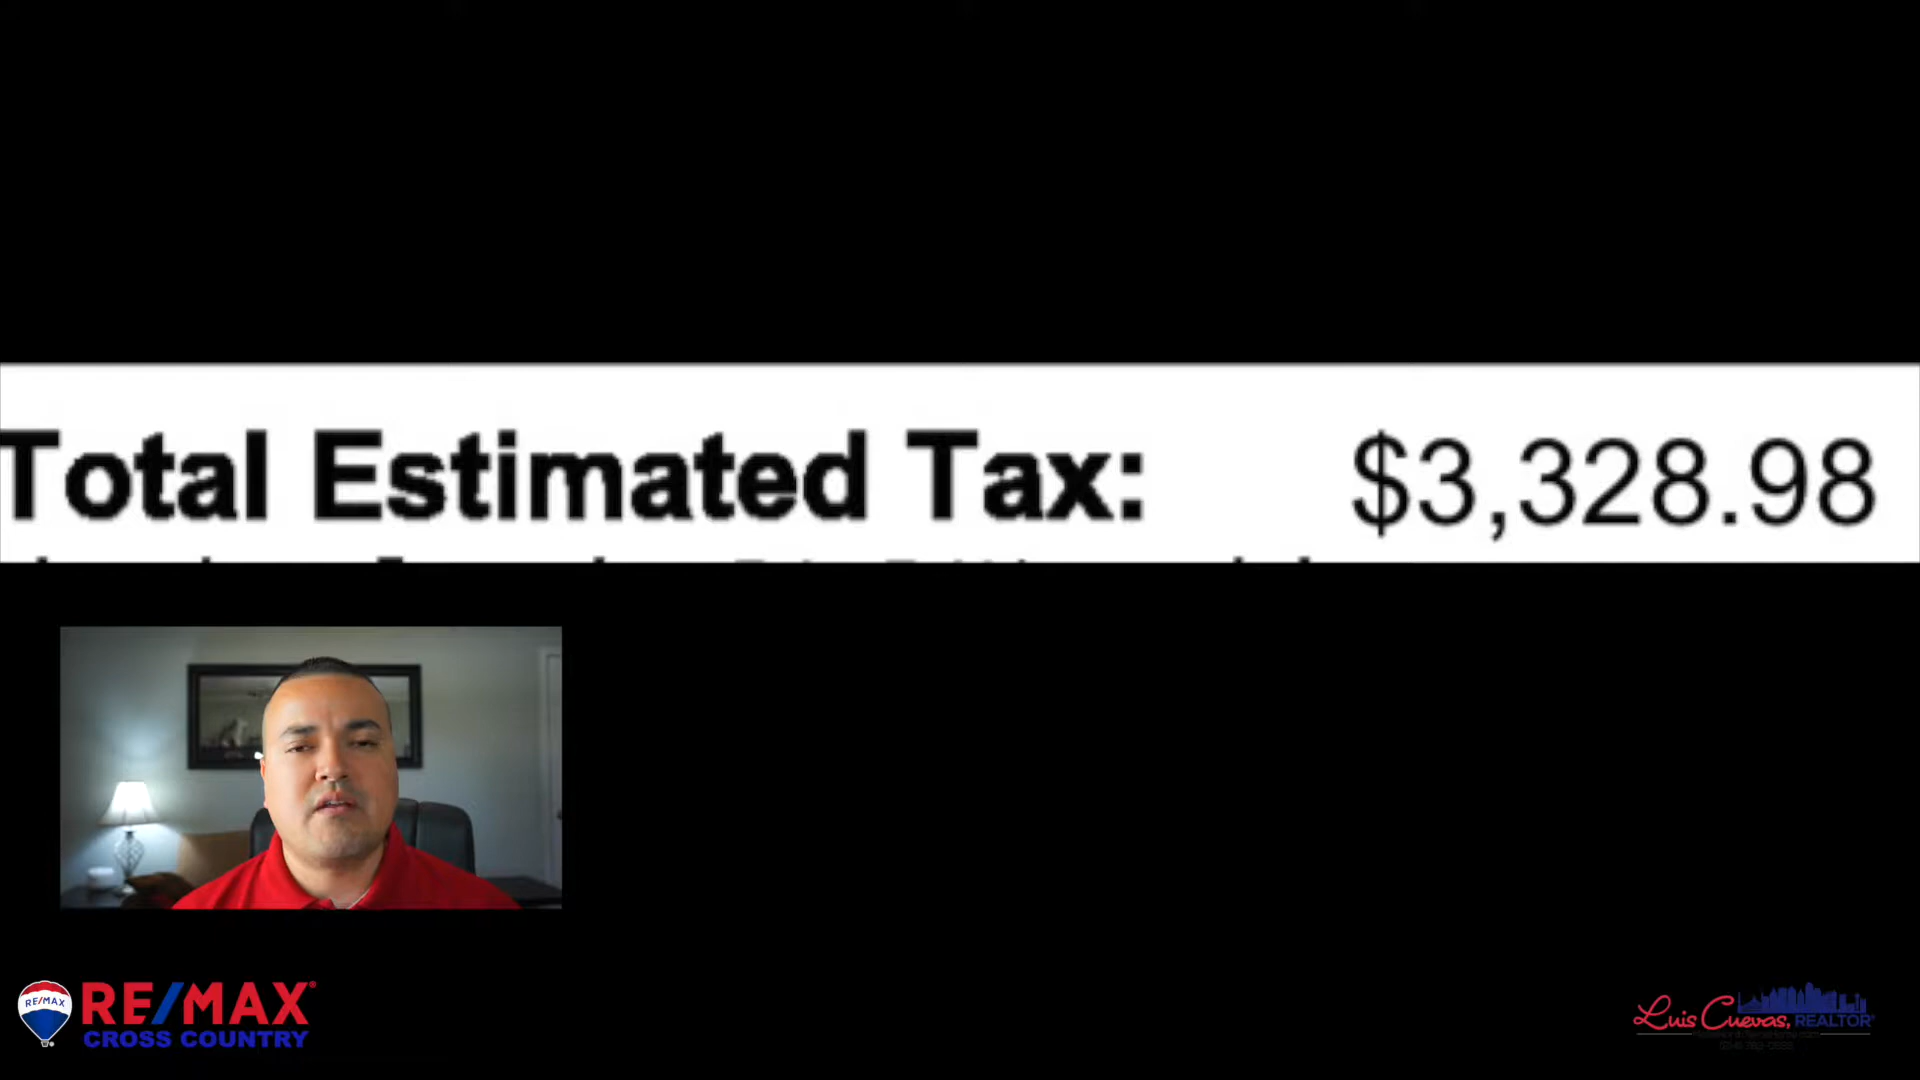 Total Estimated Tax: $3,328.98
RE/MAX
RE/MAX®
CROSS COUNTRY
Luis Cuevas, REALTOR®